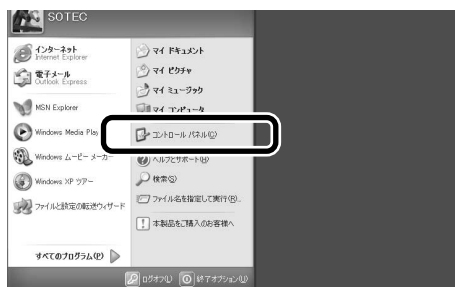 SOTEC
インターネット
Internet Explorer
電子メール
Outlook Express
MSN Explorer
Windows Media Play
Windows ムービー メーカー
Windows XP ツアー
ファイルと設定の転送ウィザード
すべてのプログラム(P)
マイ ドキュメント
マイ ピクチャ
マイ ミュージック
マイ コンピュータ
コントロール パネル(C)
ヘルプとサポート(H)
検索(S)
ファイル名を指定して実行(R)...
本製品をご購入のお客様へ
ログオフ(L)
終了オプション(U)